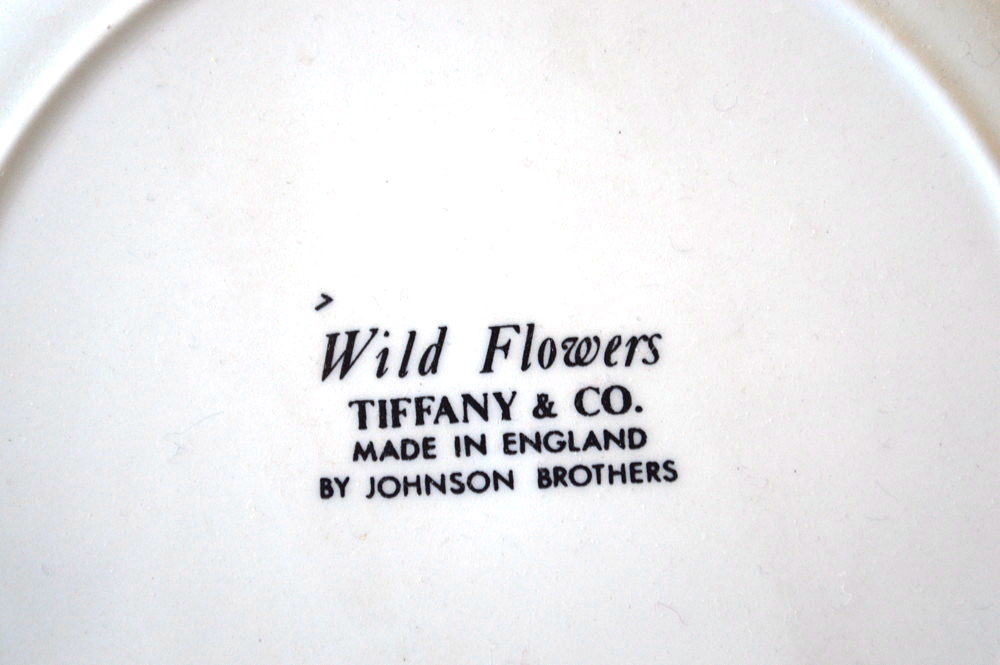 >
Wild Flowers
TIFFANY & CO.
MADE IN ENGLAND
BY JOHNSON BROTHERS